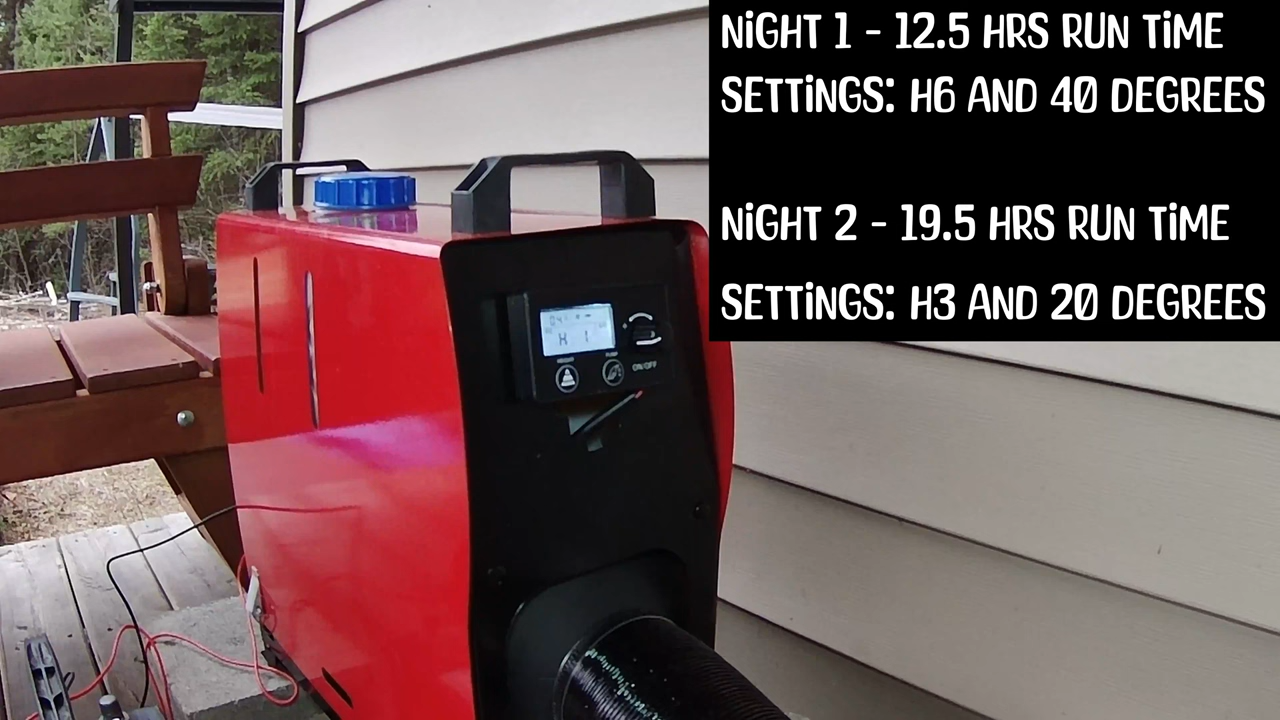 NiGHT 1 - 12.5 HRS RUN TiME
SETTiNGS: H6 AND 40 DEGREES
NiGHT 2 - 19.5 HRS RUN TiME
SETTiNGS: H3 AND 20 DEGREES
H 1
ON/OFF